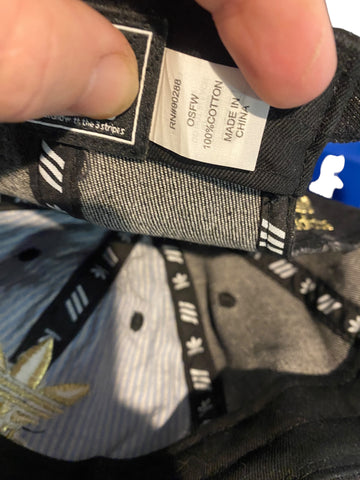 the 3 stripes
RN#90288
OSFW
100%COTTON
MADE IN
CHINA